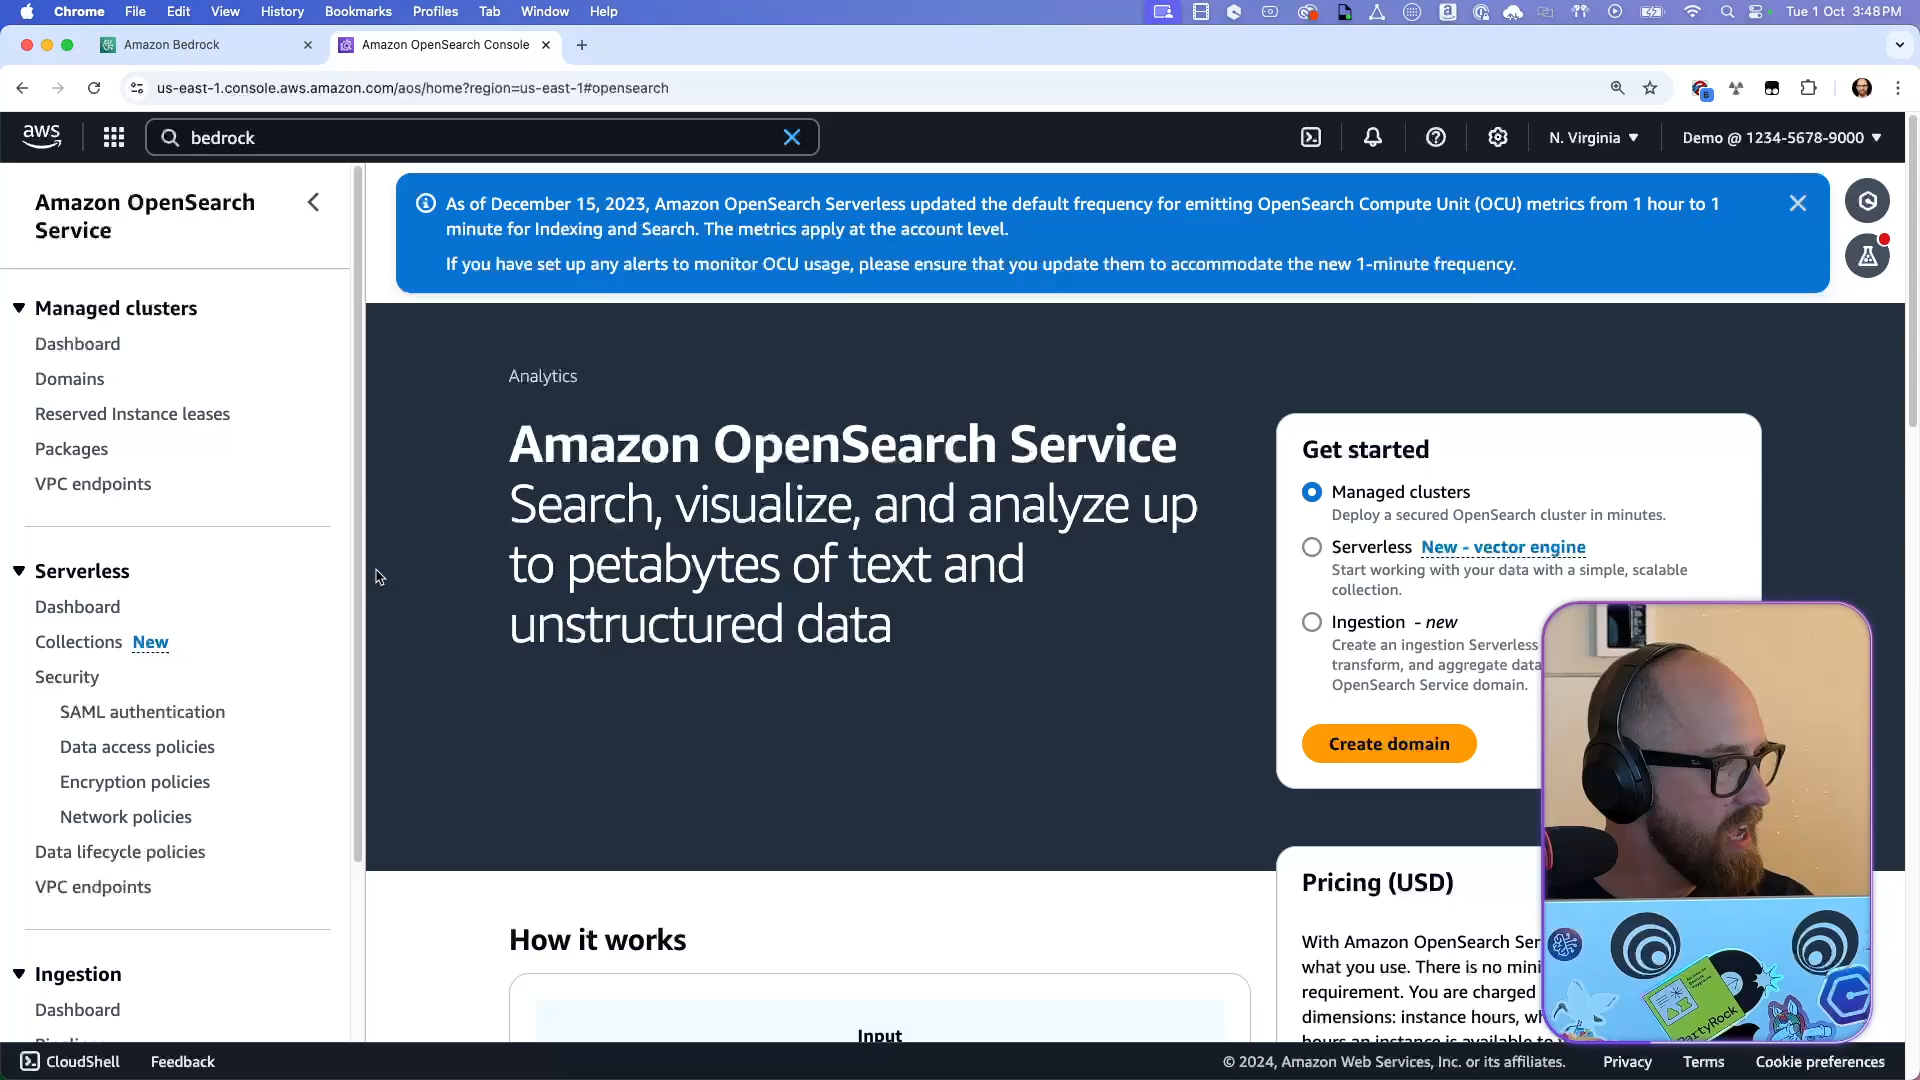 Chrome File Edit View History Bookmarks Profiles Tab Window Help
Tue 1 Oct 3:48 PM
Amazon Bedrock
Amazon OpenSearch Console
us-east-1.console.aws.amazon.com/aos/home?region=us-east-1#opensearch
6
aws
bedrock
N. Virginia
Demo @ 1234-5678-9000
Amazon OpenSearch
Service
Managed clusters
Dashboard
Domains
Reserved Instance leases
Packages
VPC endpoints
Serverless
Dashboard
Collections New
Security
SAML authentication
Data access policies
Encryption policies
Network policies
Data lifecycle policies
VPC endpoints
Ingestion
Dashboard
As of December 15, 2023, Amazon OpenSearch Serverless updated the default frequency for emitting OpenSearch Compute Unit (OCU) metrics from 1 hour to 1
minute for Indexing and Search. The metrics apply at the account level.
If you have set up any alerts to monitor OCU usage, please ensure that you update them to accommodate the new 1-minute frequency.
Analytics
Amazon OpenSearch Service
Search, visualize, and analyze up
to petabytes of text and
unstructured data
Get started
Managed clusters
Deploy a secured OpenSearch cluster in minutes.
Serverless New - vector engine
Start working with your data with a simple, scalable
collection.
Ingestion - new
Create an ingestion Serverless
transform, and aggregate data
OpenSearch Service domain.
Create domain
How it works
Input
Pricing (USD)
With Amazon OpenSearch Ser
what you use. There is no mini
requirement. You are charged
dimensions: instance hours, wh
hours an instance is available to
PartyRock
CloudShell
Feedback
© 2024, Amazon Web Services, Inc. or its affiliates.
Privacy
Terms
Cookie preferences